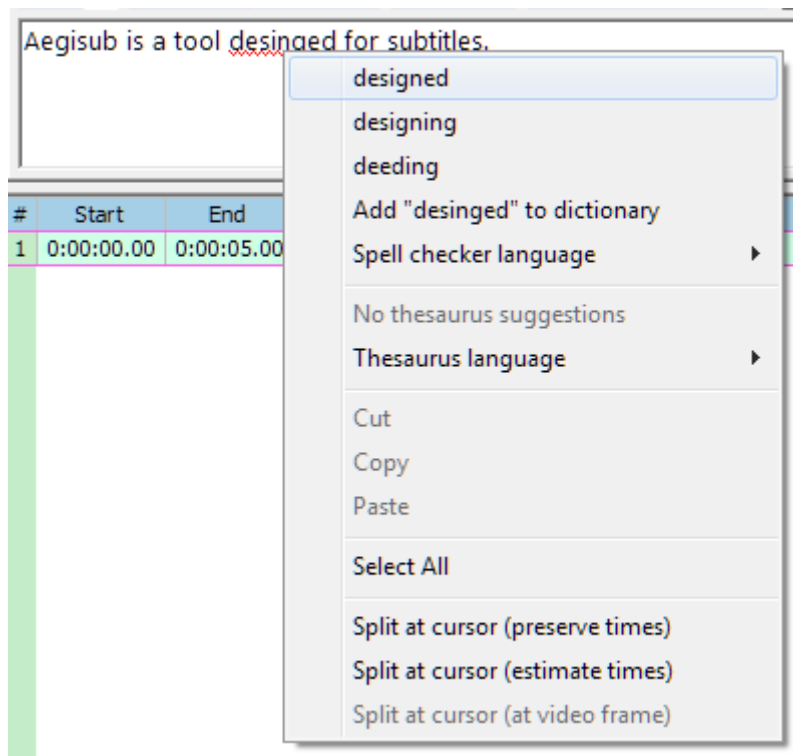 Aegisub is a tool desinged for subtitles.
designed
designing
deeding
Add "desinged" to dictionary
Spell checker language
No thesaurus suggestions
Thesaurus language
Cut
Copy
Paste
Select All
Split at cursor (preserve times)
Split at cursor (estimate times)
Split at cursor (at video frame)
# Start End
1 0:00:00.00 0:00:05.00